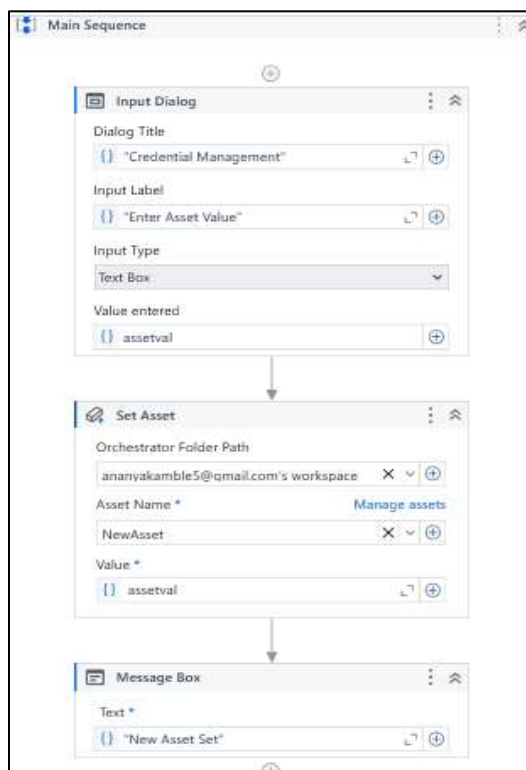 Main Sequence
Input Dialog
Dialog Title
"Credential Management"
Input Label
"Enter Asset Value"
Input Type
Text Box
Value entered
assetval
Set Asset
Orchestrator Folder Path
ananyakamble5@gmail.com's workspace
Asset Name * Manage assets
NewAsset
Value *
assetval
Message Box
Text *
"New Asset Set"